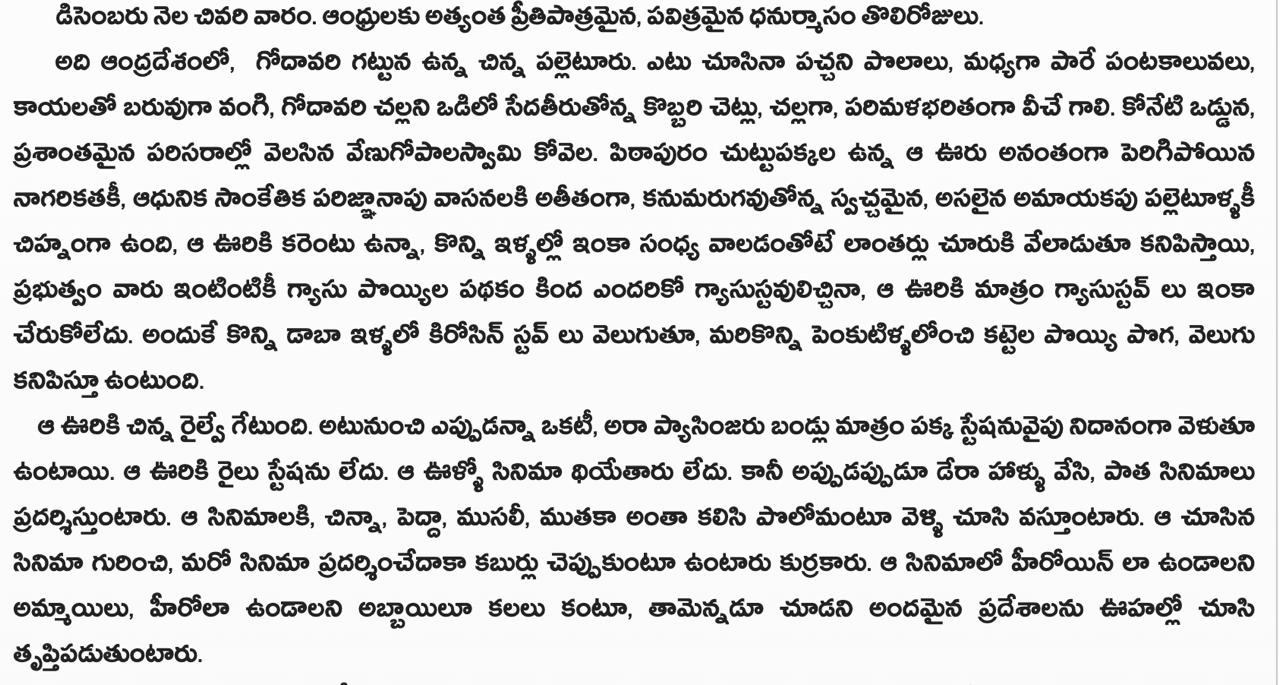 డిసెంబరు నెల చివరి వారం. ఆంధ్రులకు అత్యంత ప్రీతిపాత్రమైన, పవిత్రమైన ధనుర్మాసం తొలిరోజులు.
అది ఆంధ్రదేశంలో, గోదావరి గట్టున ఉన్న చిన్న పల్లెటూరు. ఎటు చూసినా పచ్చని పొలాలు, మధ్యగా పారే పంటకాలువలు,
కాయలతో బరువుగా వంగి, గోదావరి చల్లని ఒడిలో సేదతీరుతోన్న కొబ్బరి చెట్లు, చల్లగా, పరిమళభరితంగా వీచే గాలి. కోనేటి ఒడ్డున,
ప్రశాంతమైన పరిసరాల్లో వెలసిన వేణుగోపాలస్వామి కోవెల. పిఠాపురం చుట్టుపక్కల ఉన్న ఆ ఊరు అనంతంగా పెరిగిపోయిన
నాగరికతకీ, ఆధునిక సాంకేతిక పరిజ్ఞానాపు వాసనలకి అతీతంగా, కనుమరుగవుతోన్న స్వచ్చమైన, అసలైన అమాయకపు పల్లెటూళ్ళకీ
చిహ్నంగా ఉంది, ఆ ఊరికి కరెంటు ఉన్నా, కొన్ని ఇళ్ళల్లో ఇంకా సంధ్య వాలడంతోటే లాంతర్లు చూరుకి వేలాడుతూ కనిపిస్తాయి,
ప్రభుత్వం వారు ఇంటింటికీ గ్యాసు పొయ్యిల పథకం కింద ఎందరికో గ్యాసుస్టవులిచ్చినా, ఆ ఊరికి మాత్రం గ్యాసుస్టవ్ లు ఇంకా
చేరుకోలేదు. అందుకే కొన్ని డాబా ఇళ్ళలో కిరోసిన్ స్టవ్ లు వెలుగుతూ, మరికొన్ని పెంకుటిళ్ళలోంచి కట్టెల పొయ్యి పొగ, వెలుగు
కనిపిస్తూ ఉంటుంది.
ఆ ఊరికి చిన్న రైల్వే గేటుంది. అటునుంచి ఎప్పుడన్నా ఒకటీ, అరా ప్యాసింజరు బండ్లు మాత్రం పక్క స్టేషనువైపు నిదానంగా వెళుతూ
ఉంటాయి. ఆ ఊరికి రైలు స్టేషను లేదు. ఆ ఊళ్ళో సినిమా థియేతారు లేదు. కానీ అప్పుడప్పుడూ డేరా హాళ్ళు వేసి, పాత సినిమాలు
ప్రదర్శిస్తుంటారు. ఆ సినిమాలకి, చిన్నా, పెద్దా, ముసలీ, ముతకా అంతా కలిసి పొలోమంటూ వెళ్ళి చూసి వస్తూంటారు. ఆ చూసిన
సినిమా గురించి, మరో సినిమా ప్రదర్శించేదాకా కబుర్లు చెప్పుకుంటూ ఉంటారు కుర్రకారు. ఆ సినిమాలో హీరోయిన్ లా ఉండాలని
అమ్మాయిలు, హీరోలా ఉండాలని అబ్బాయిలూ కలలు కంటూ, తామెన్నడూ చూడని అందమైన ప్రదేశాలను ఊహల్లో చూసి
తృప్తిపడుతుంటారు.